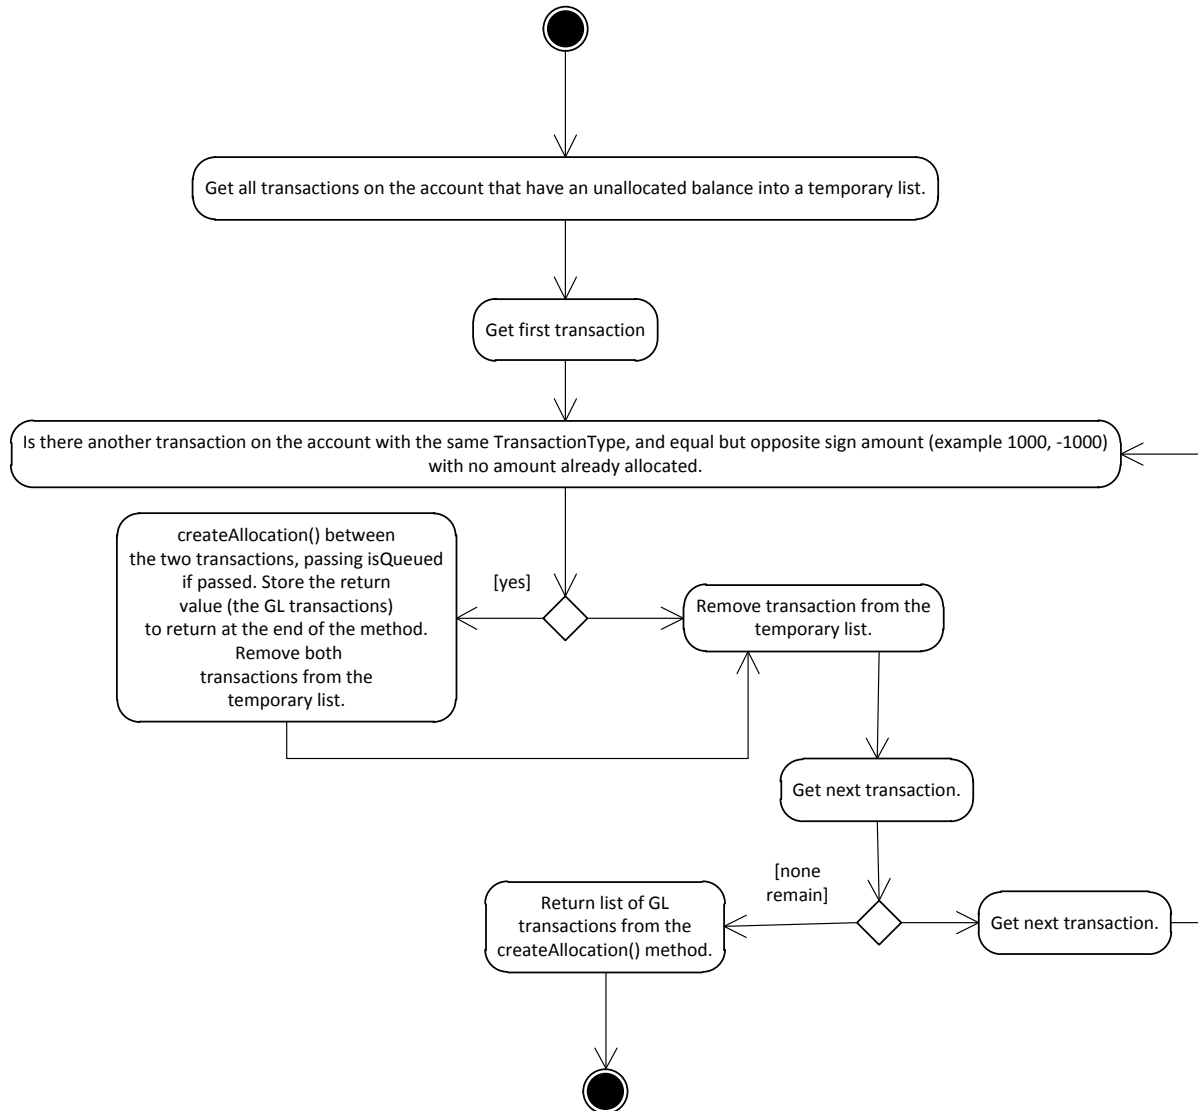 Get all transactions on the account that have an unallocated balance into a temporary list.
Get first transaction
Is there another transaction on the account with the same TransactionType, and equal but opposite sign amount (example 1000, -1000)
with no amount already allocated.
createAllocation() between
the two transactions, passing isQueued
if passed. Store the return
value (the GL transactions)
to return at the end of the method.
Remove both
transactions from the
temporary list.
[yes]
Remove transaction from the
temporary list.
Get next transaction.
[none
remain]
Return list of GL
transactions from the
createAllocation() method.
Get next transaction.